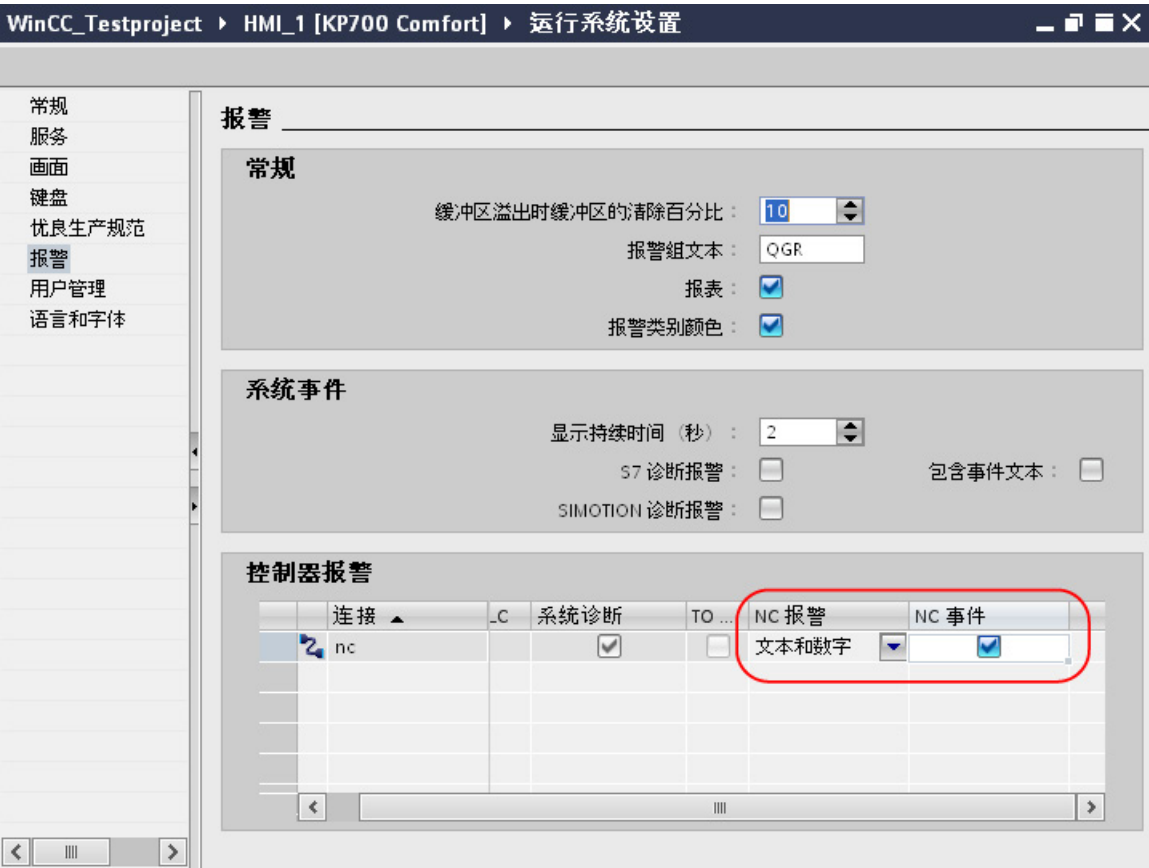 WinCC_Testproject ▸ HMI_1 [KP700 Comfort] ▸ 运行系统设置
常规
服务
画面
键盘
优良生产规范
报警
用户管理
语言和字体
报警
常规
缓冲区溢出时缓冲区的清除百分比： 10
报警组文本： QGR
报表：
报警类别颜色：
系统事件
显示持续时间（秒）： 2
S7 诊断报警： 包含事件文本：
SIMOTION 诊断报警：
控制器报警
连接 _C 系统诊断 TO ... NC 报警 NC 事件
nc 文本和数字